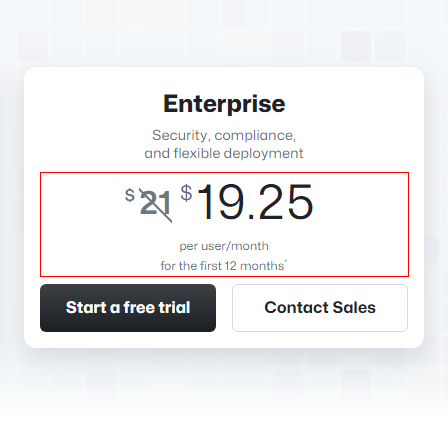 Enterprise
Security, compliance,
and flexible deployment
$21 $19.25
per user/month
for the first 12 months*
Start a free trial
Contact Sales